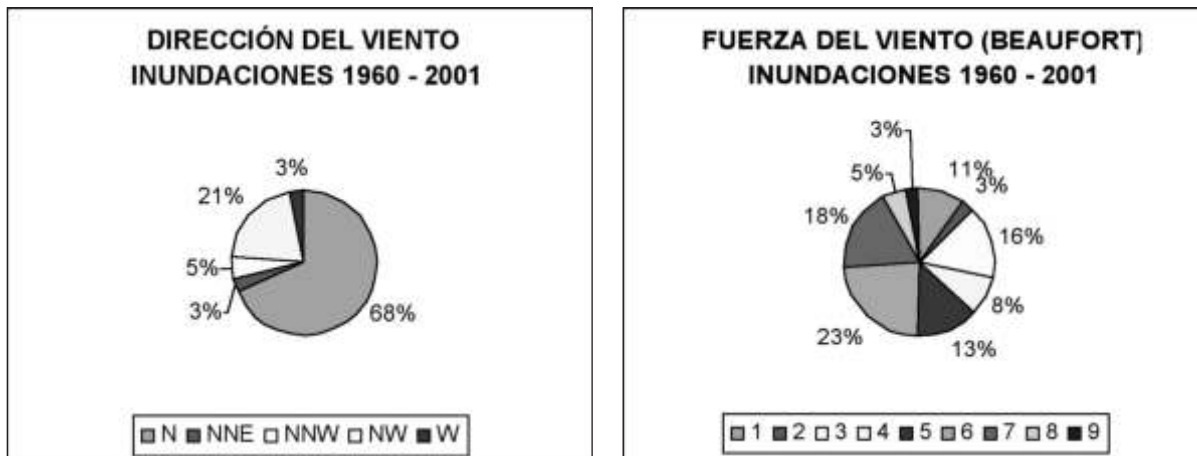 DIRECCIÓN DEL VIENTO
INUNDACIONES 1960 - 2001
3%
21%
5%
3%
68%
N NNE NNW NW W
FUERZA DEL VIENTO (BEAUFORT)
INUNDACIONES 1960 - 2001
3%
11%
5%
3%
18%
16%
8%
23%
13%
1 2 3 4 5 6 7 8 9